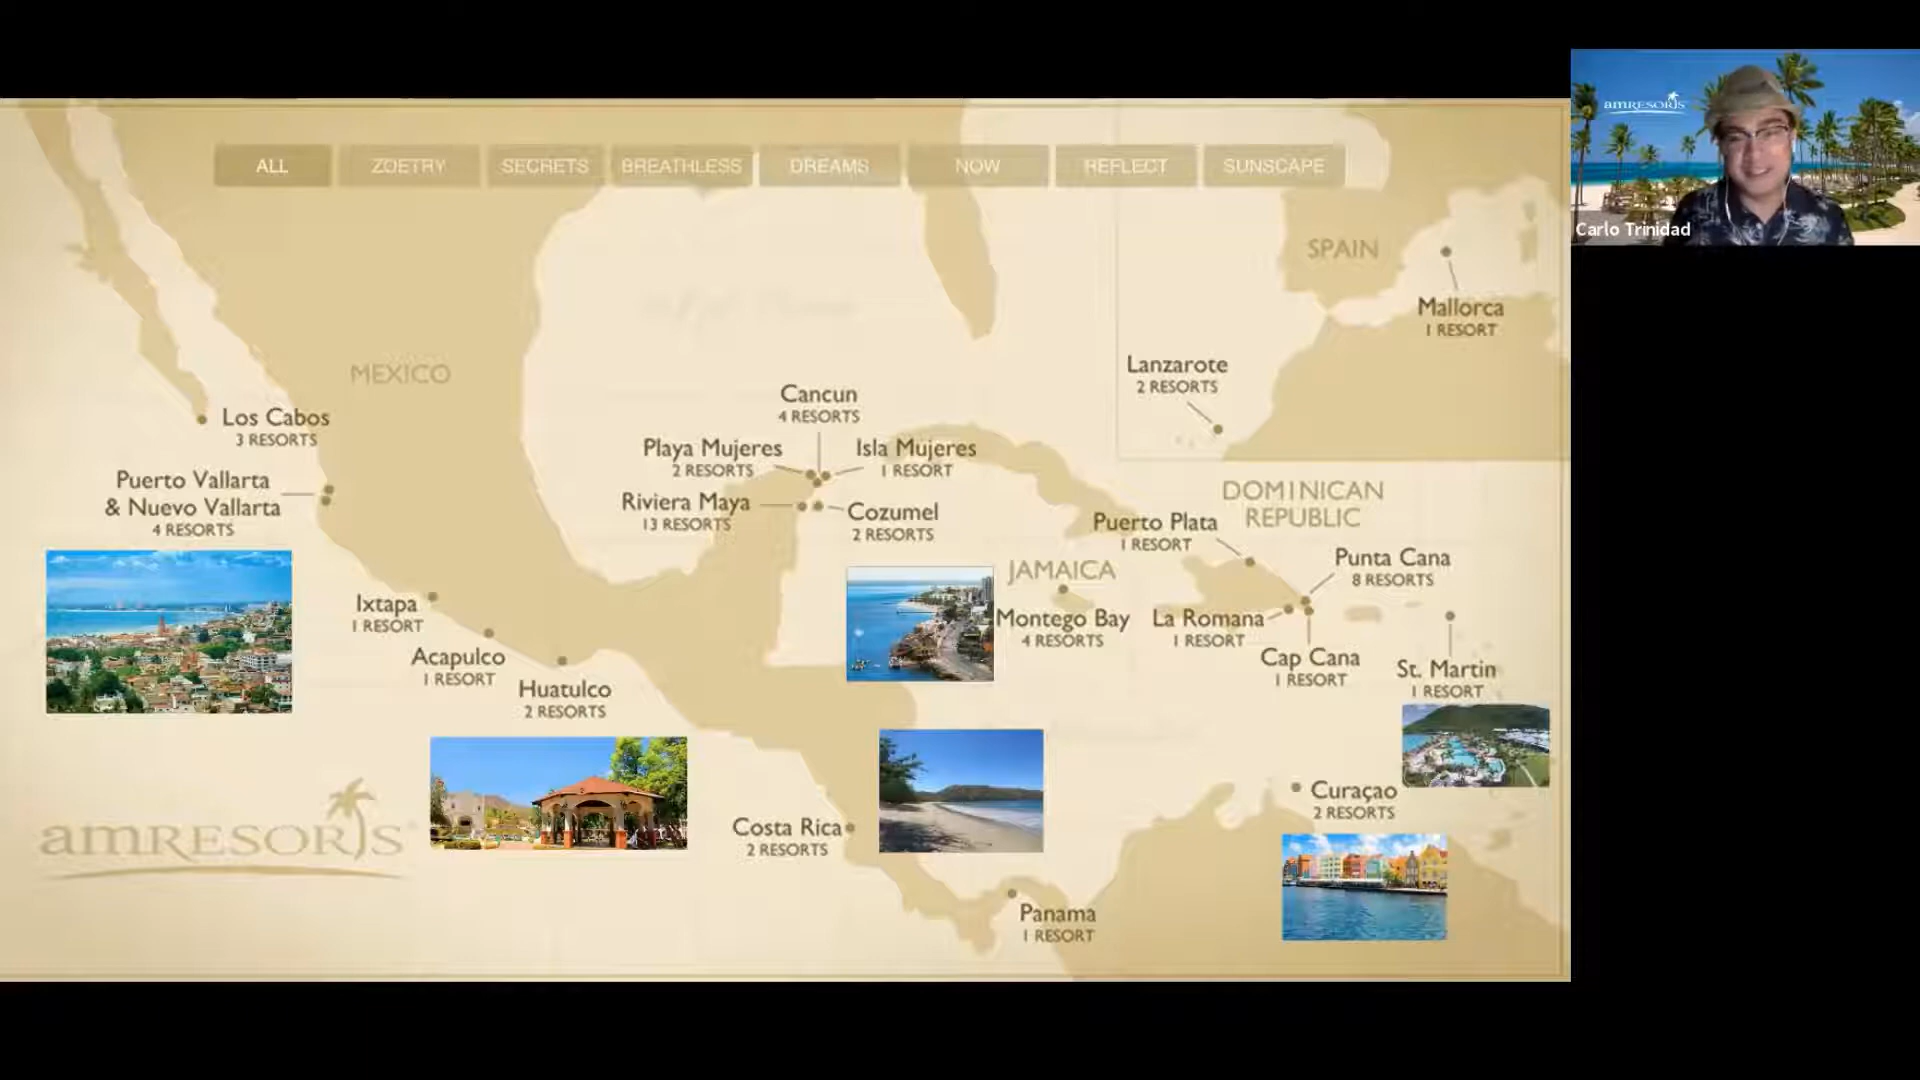 ALL
ZOETRY
SECRETS
BREATHLESS
DREAMS
NOW
REFLECT
SUNSCAPE
amRESORTS
Carlo Trinidad
SPAIN
Mallorca
1 RESORT
Lanzarote
2 RESORTS
MEXICO
Los Cabos
3 RESORTS
Puerto Vallarta
& Nuevo Vallarta
4 RESORTS
Cancun
4 RESORTS
Playa Mujeres
2 RESORTS
Isla Mujeres
1 RESORT
Riviera Maya
13 RESORTS
Cozumel
2 RESORTS
DOMINICAN
REPUBLIC
Puerto Plata
1 RESORT
Punta Cana
8 RESORTS
JAMAICA
Montego Bay
4 RESORTS
La Romana
1 RESORT
Cap Cana
1 RESORT
St. Martin
1 RESORT
Ixtapa
1 RESORT
Acapulco
1 RESORT
Huatulco
2 RESORTS
Curaçao
2 RESORTS
Costa Rica
2 RESORTS
Panama
1 RESORT
amRESORTS